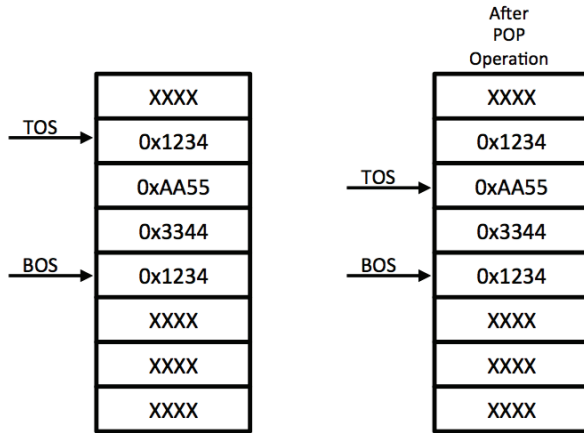 After
POP
Operation
XXXX
TOS
0x1234
0xAA55
0x3344
BOS
0x1234
XXXX
XXXX
XXXX
XXXX
0x1234
TOS
0xAA55
0x3344
BOS
0x1234
XXXX
XXXX
XXXX